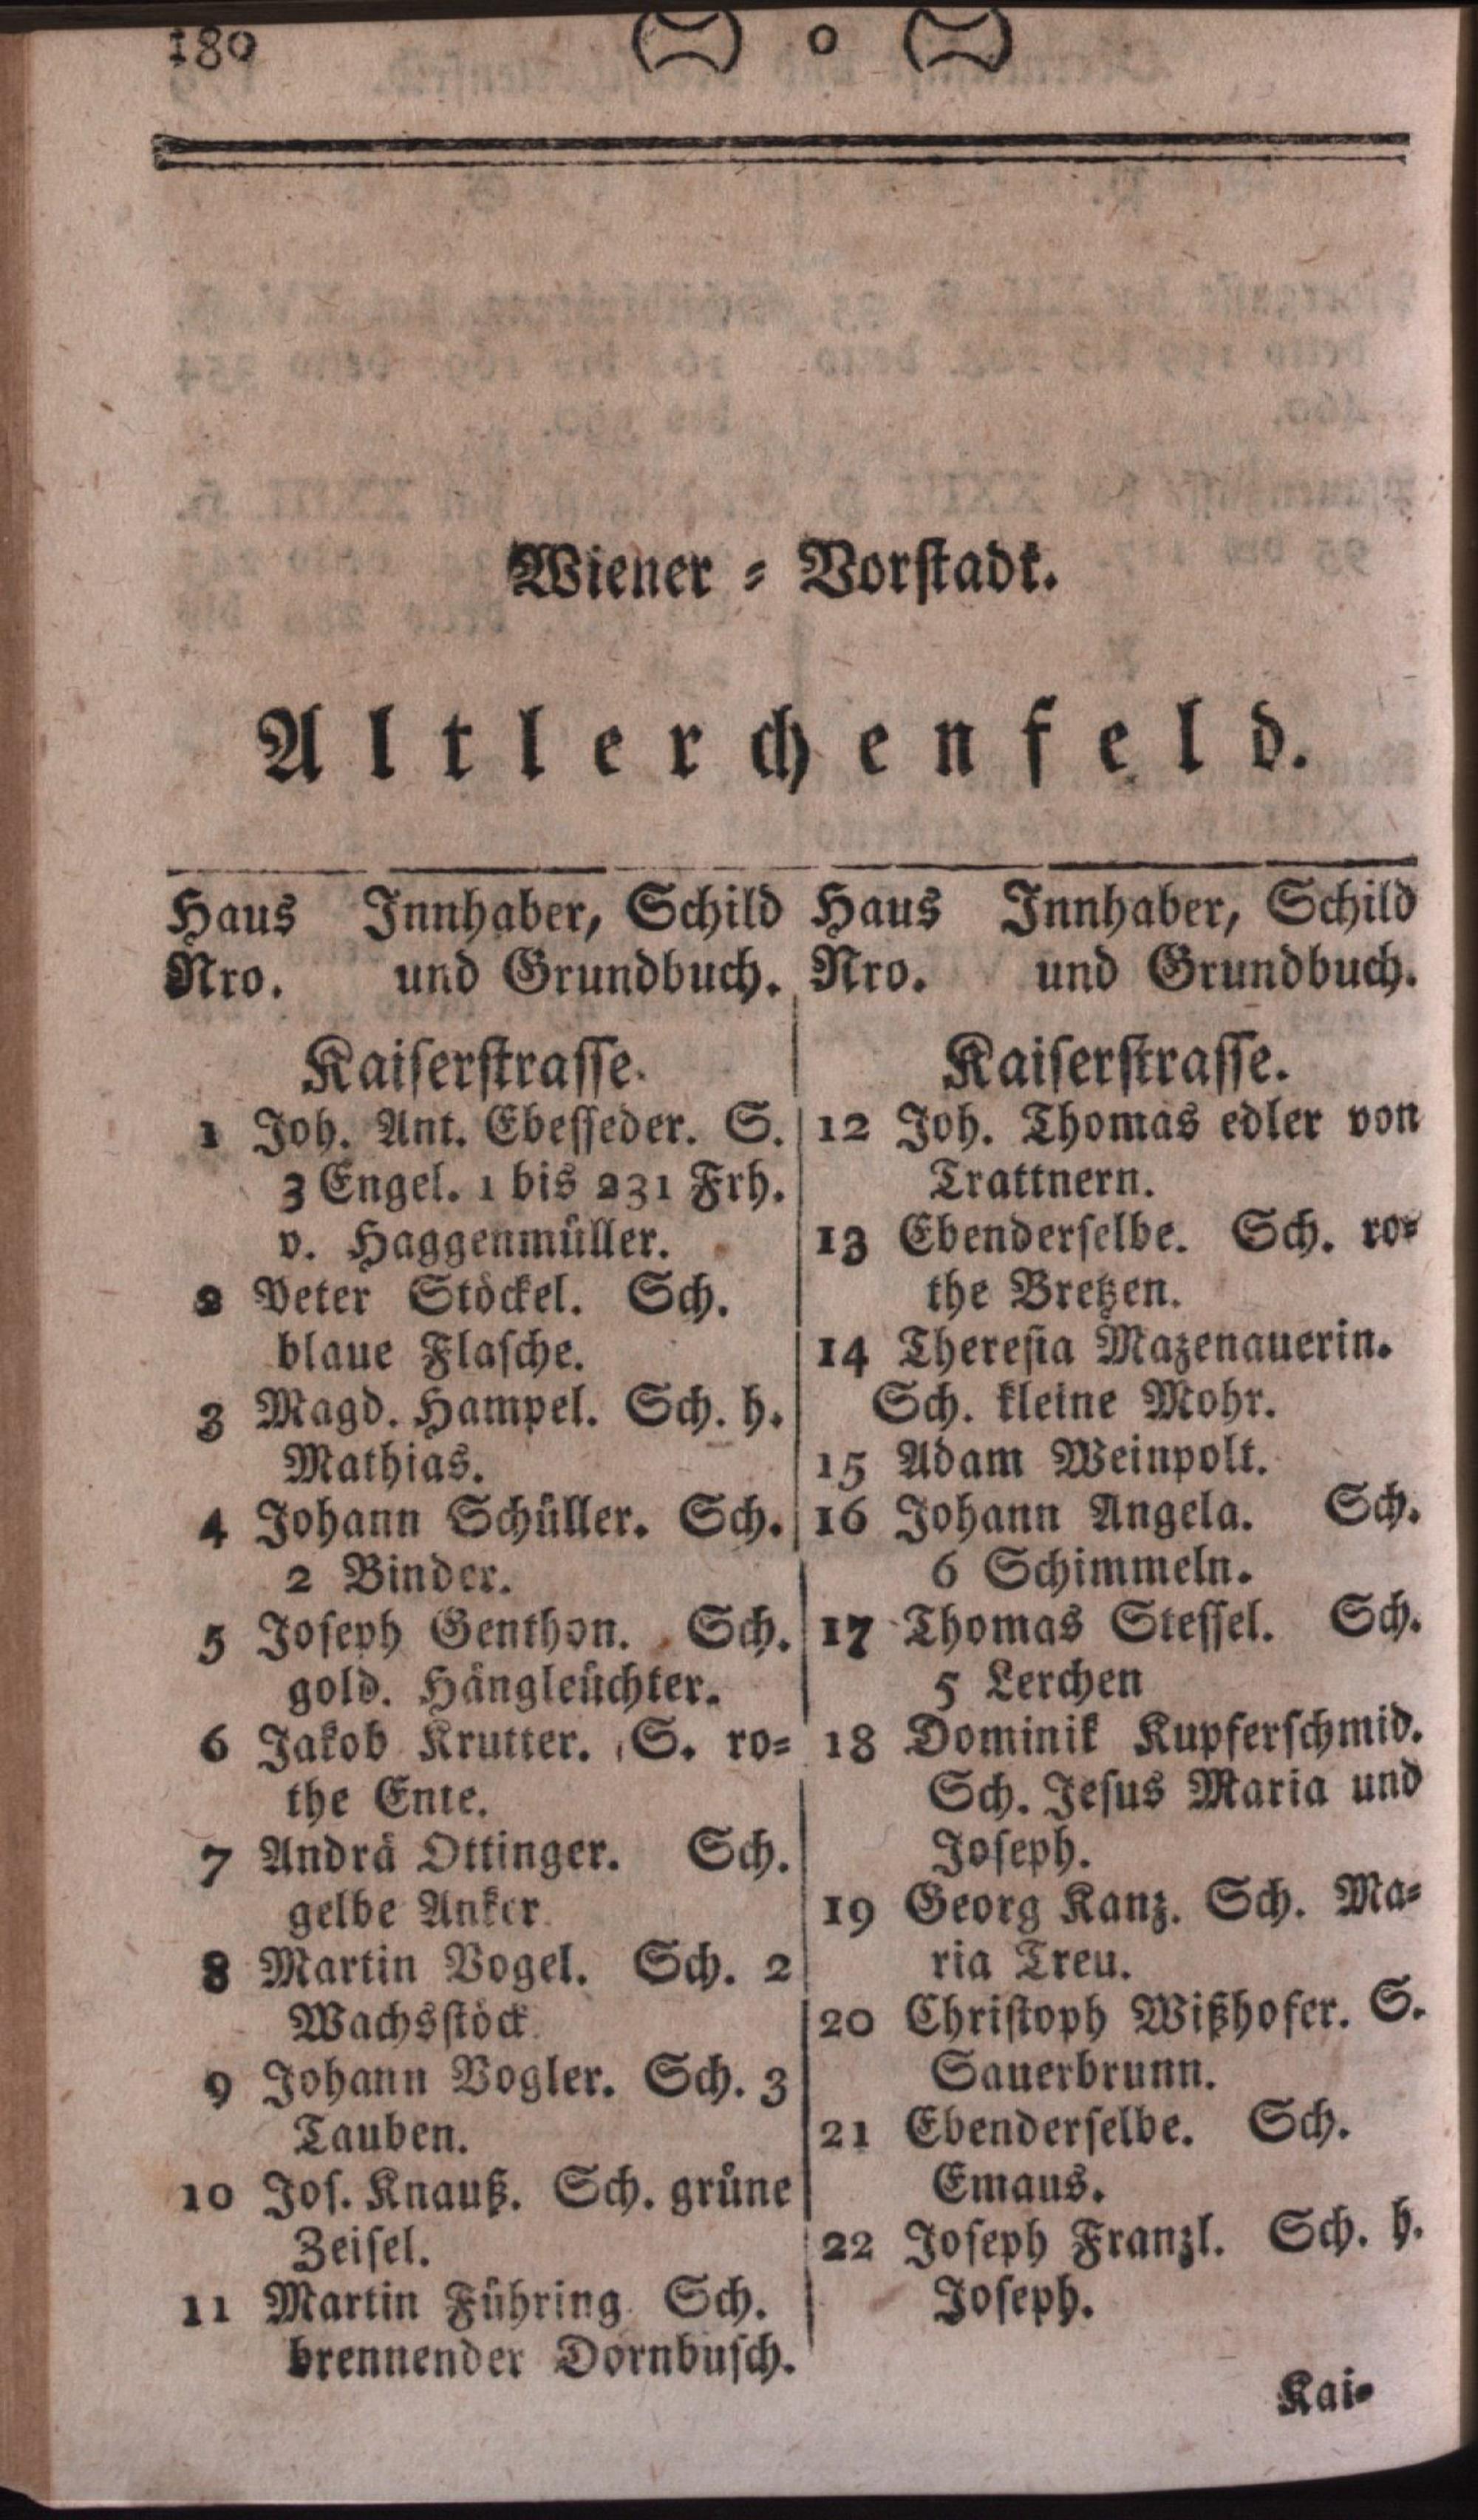 180 o
Wiener = Vorstadt.
Altlerchenfeld.
Haus Innhaber, Schild
Nro. und Grundbuch.
Kaiserstrasse.
1 Joh. Ant. Ebesseder. S.
3 Engel. 1 bis 231 Frh.
v. Haggenmüller.
2 Peter Stöckel. Sch.
blaue Flasche.
3 Magd. Hampel. Sch. h.
Mathias.
4 Johann Schüller. Sch.
2 Binder.
5 Joseph Genthon. Sch.
gold. Hängleüchter.
6 Jakob Krutter. S. ro=
the Ente.
7 Andrä Ottinger. Sch.
gelbe Anker
8 Martin Vogel. Sch. 2
Wachsstöck
9 Johann Vogler. Sch. 3
Tauben.
10 Jos. Knauß. Sch. grüne
Zeisel.
11 Martin Führing Sch.
brennender Dornbusch.
Haus Innhaber, Schild
Nro. und Grundbuch.
Kaiserstrasse.
12 Joh. Thomas edler von
Trattnern.
13 Ebenderselbe. Sch. ro=
the Bretzen.
14 Theresia Mazenauerin.
Sch. kleine Mohr.
15 Adam Weinpolt.
16 Johann Angela. Sch.
6 Schimmeln.
17 Thomas Stessel. Sch.
5 Lerchen
18 Dominik Kupferschmid.
Sch. Jesus Maria und
Joseph.
19 Georg Kanz. Sch. Ma=
ria Treu.
20 Christoph Wißhofer. S.
Sauerbrunn.
21 Ebenderselbe. Sch.
Emaus.
22 Joseph Franzl. Sch. h.
Joseph.
Kai=